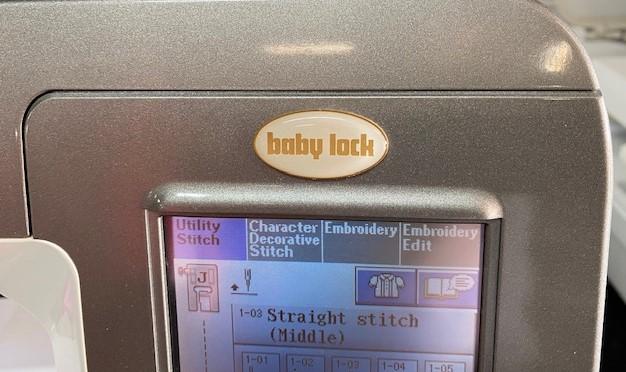 baby lock
Utility
Stitch
Character
Decorative
Stitch
Embroidery
Embroidery
Edit
J
1-03 Straight stitch
(Middle)
1-01 1-02 1-03 1-04 1-05